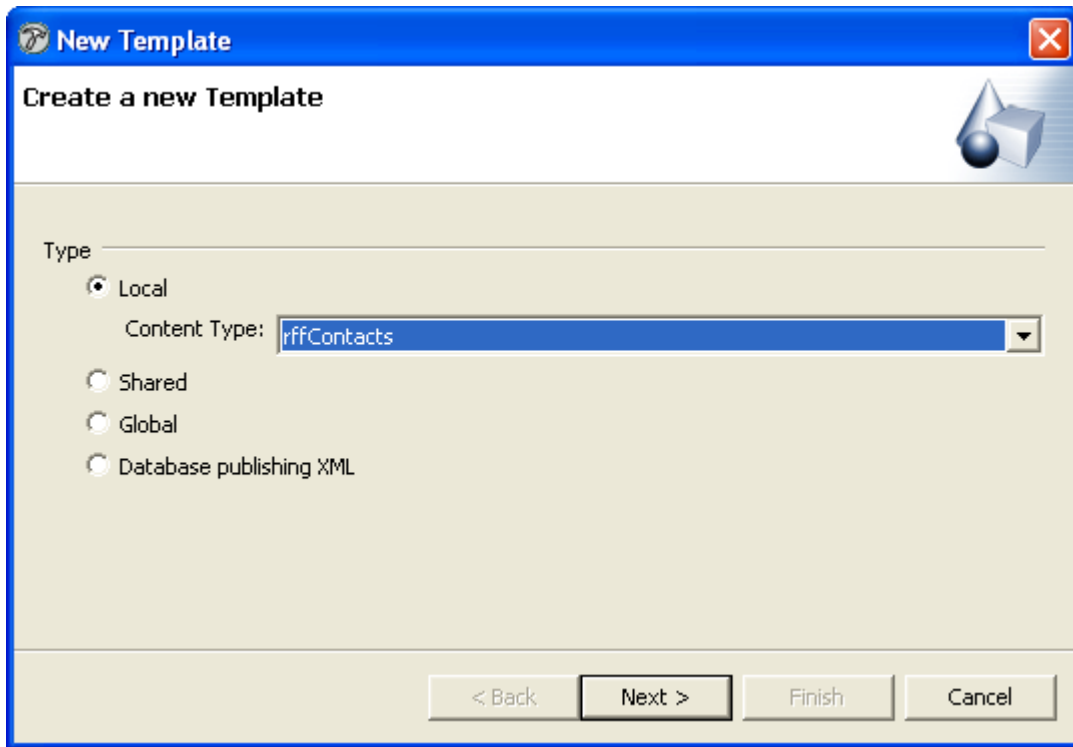 New Template
Create a new Template
Type
Local
Content Type: rffContacts
Shared
Global
Database publishing XML
< Back Next > Finish Cancel